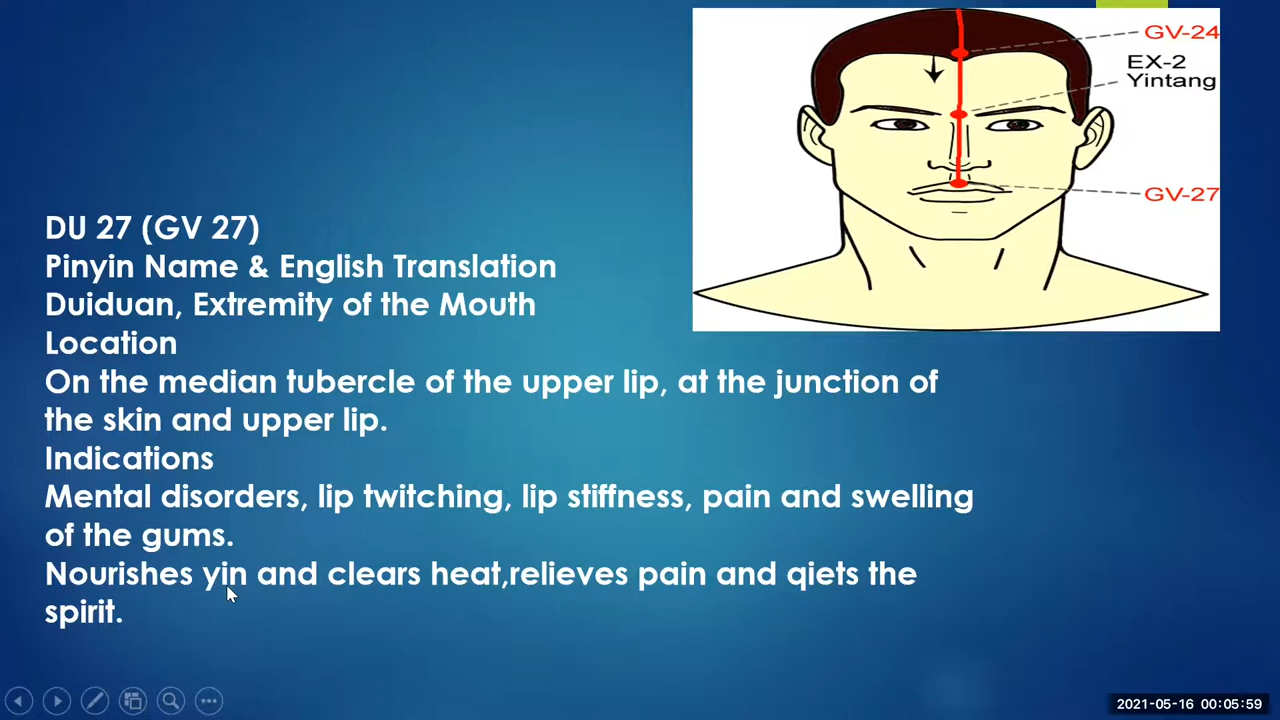 GV-24
EX-2
Yintang
GV-27
DU 27 (GV 27)
Pinyin Name & English Translation
Duiduan, Extremity of the Mouth
Location
On the median tubercle of the upper lip, at the junction of
the skin and upper lip.
Indications
Mental disorders, lip twitching, lip stiffness, pain and swelling
of the gums.
Nourishes yin and clears heat,relieves pain and qiets the
spirit.
2021-05-16 00:05:59